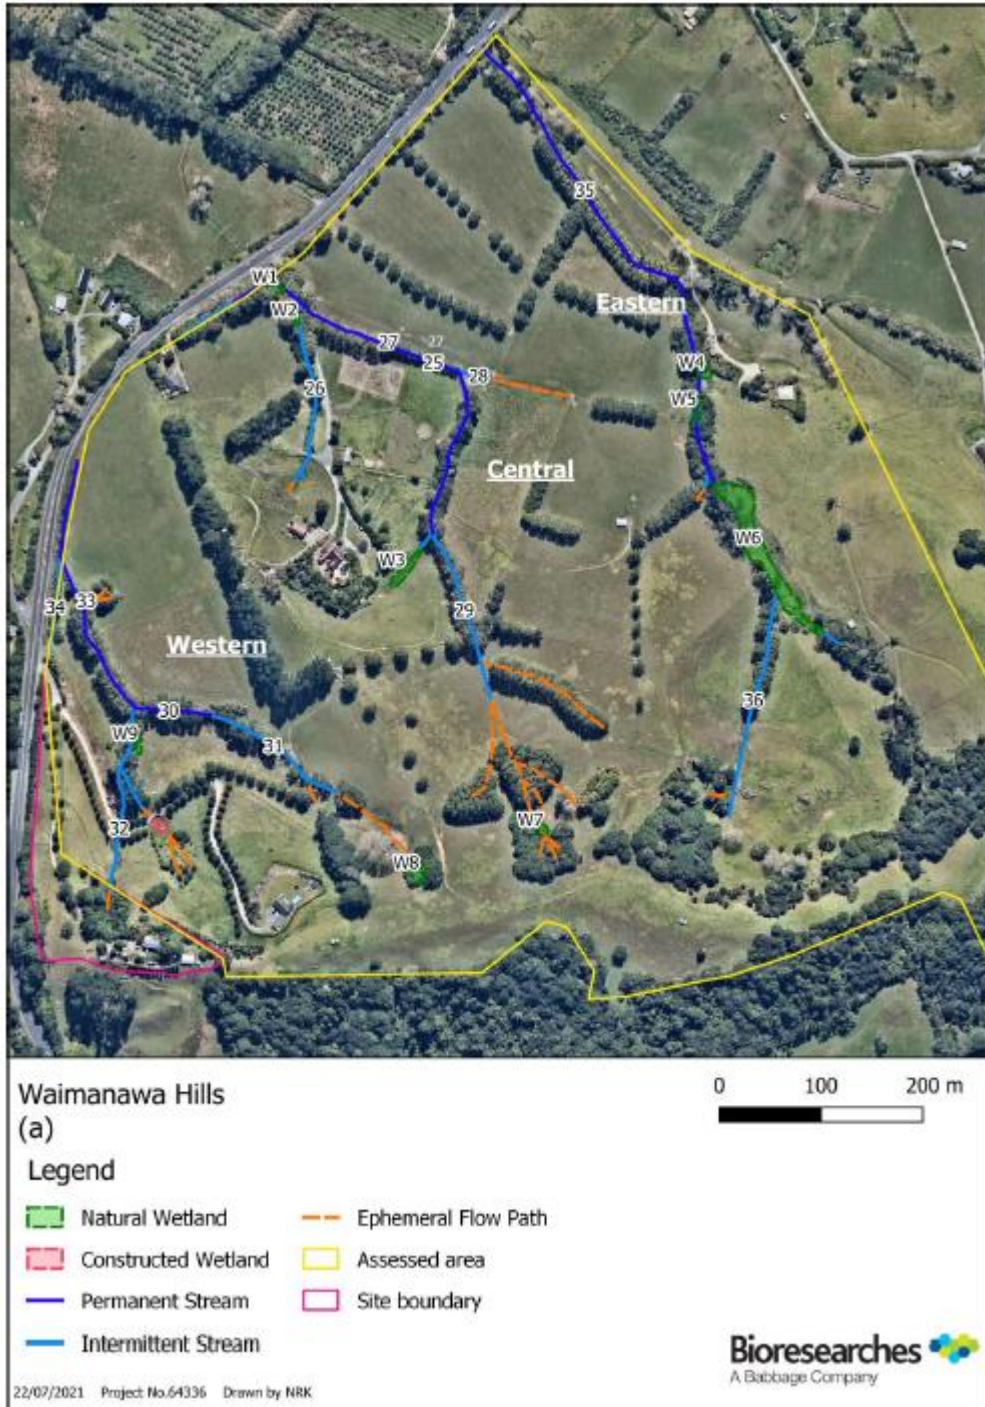 W1
W2
27
25
28
26
35
Eastern
W4
W5
Central
W6
W3
29
34
33
Western
36
30
31
W9
32
W7
W8
Waimanawa Hills
(a)
0 100 200 m
Legend
Natural Wetland
Ephemeral Flow Path
Constructed Wetland
Assessed area
Permanent Stream
Site boundary
Intermittent Stream
Bioresearches
A Babbage Company
22/07/2021 Project No.64336 Drawn by NRK